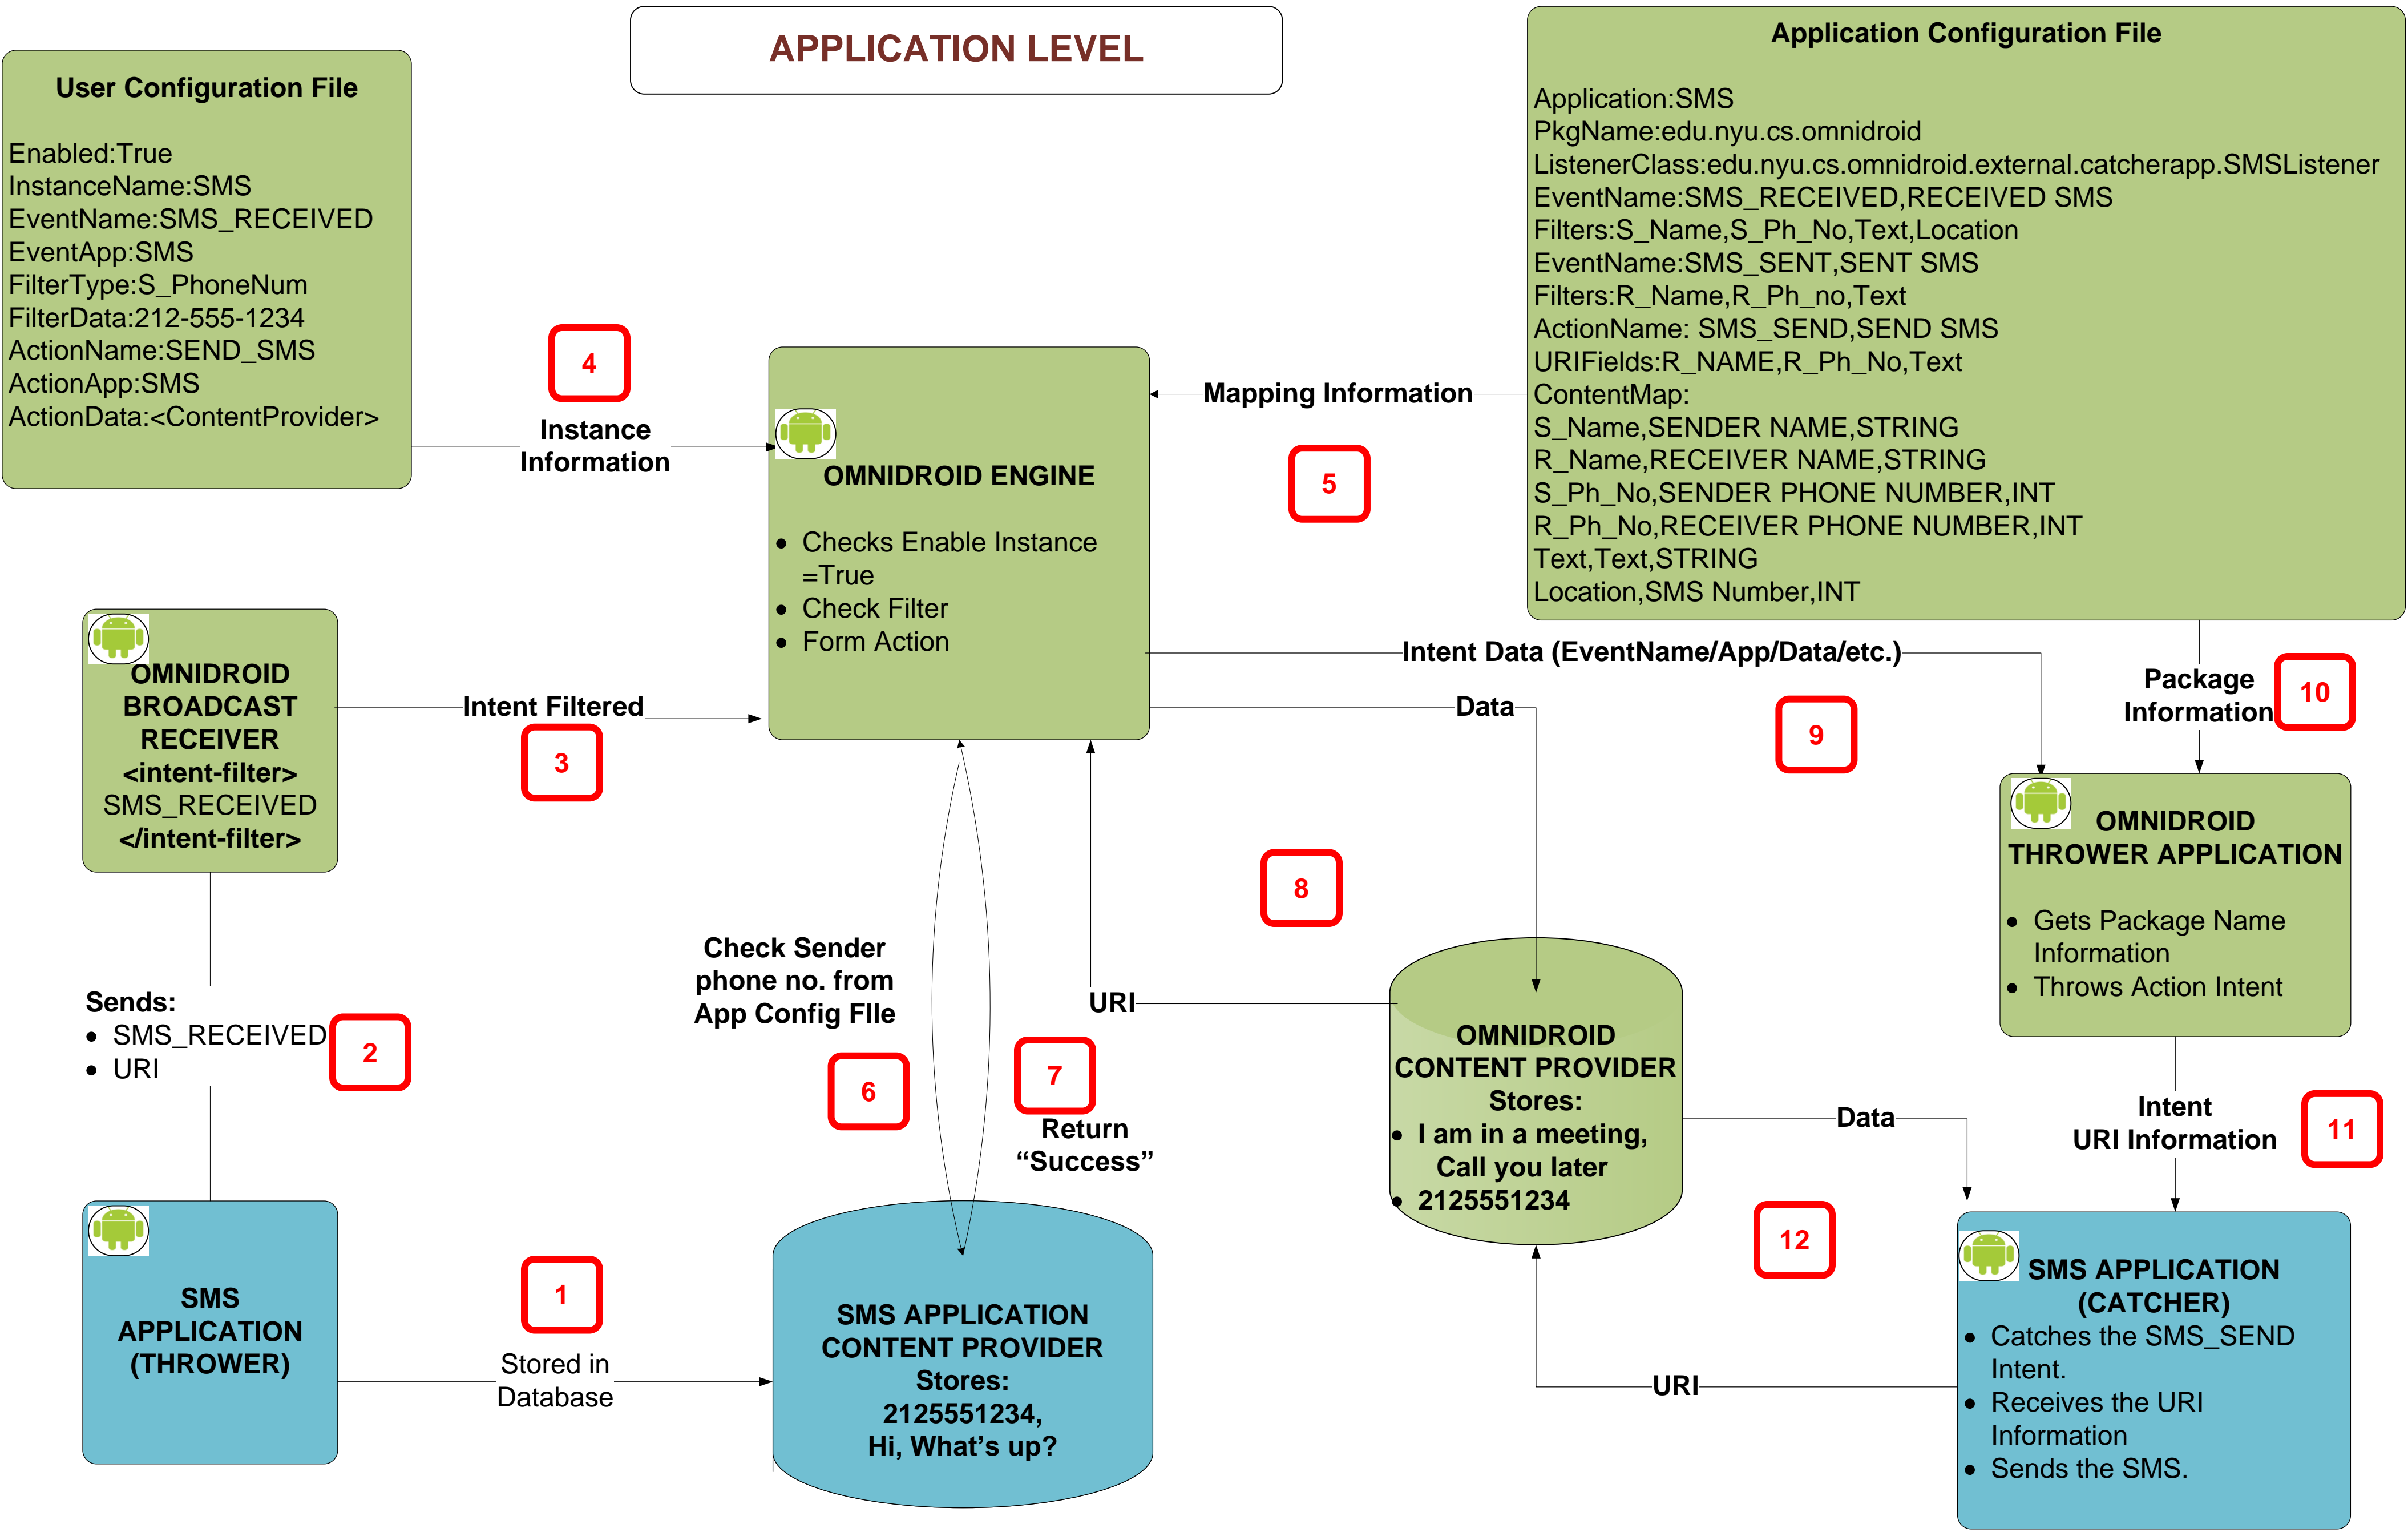 APPLICATION LEVEL
User Configuration File
Enabled:True
InstanceName:SMS
EventName:SMS_RECEIVED
EventApp:SMS
FilterType:S_PhoneNum
FilterData:212-555-1234
ActionName:SEND_SMS
ActionApp:SMS
ActionData:<ContentProvider>
Application Configuration File
Application:SMS
PkgName:edu.nyu.cs.omnidroid
ListenerClass:edu.nyu.cs.omnidroid.external.catcherapp.SMSListener
EventName:SMS_RECEIVED,RECEIVED SMS
Filters:S_Name,S_Ph_No,Text,Location
EventName:SMS_SENT,SENT SMS
Filters:R_Name,R_Ph_no,Text
ActionName: SMS_SEND,SEND SMS
URIFields:R_NAME,R_Ph_No,Text
ContentMap:
S_Name,SENDER NAME,STRING
R_Name,RECEIVER NAME,STRING
S_Ph_No,SENDER PHONE NUMBER,INT
R_Ph_No,RECEIVER PHONE NUMBER,INT
Text,Text,STRING
Location,SMS Number,INT
4
Instance
Information
Mapping Information
5
OMNIDROID ENGINE
• Checks Enable Instance
=True
• Check Filter
• Form Action
OMNIDROID
BROADCAST
RECEIVER
<intent-filter>
SMS_RECEIVED
</intent-filter>
Intent Filtered
3
Intent Data (EventName/App/Data/etc.)
Data
9
Package
Information
10
OMNIDROID
THROWER APPLICATION
• Gets Package Name
Information
• Throws Action Intent
8
Check Sender
phone no. from
App Config FIle
6
7
Return
“Success”
URI
Sends:
• SMS_RECEIVED
• URI
2
OMNIDROID
CONTENT PROVIDER
Stores:
• I am in a meeting,
Call you later
• 2125551234
Data
12
Intent
URI Information
11
SMS
APPLICATION
(THROWER)
1
Stored in
Database
SMS APPLICATION
CONTENT PROVIDER
Stores:
2125551234,
Hi, What’s up?
URI
SMS APPLICATION
(CATCHER)
• Catches the SMS_SEND
Intent.
• Receives the URI
Information
• Sends the SMS.